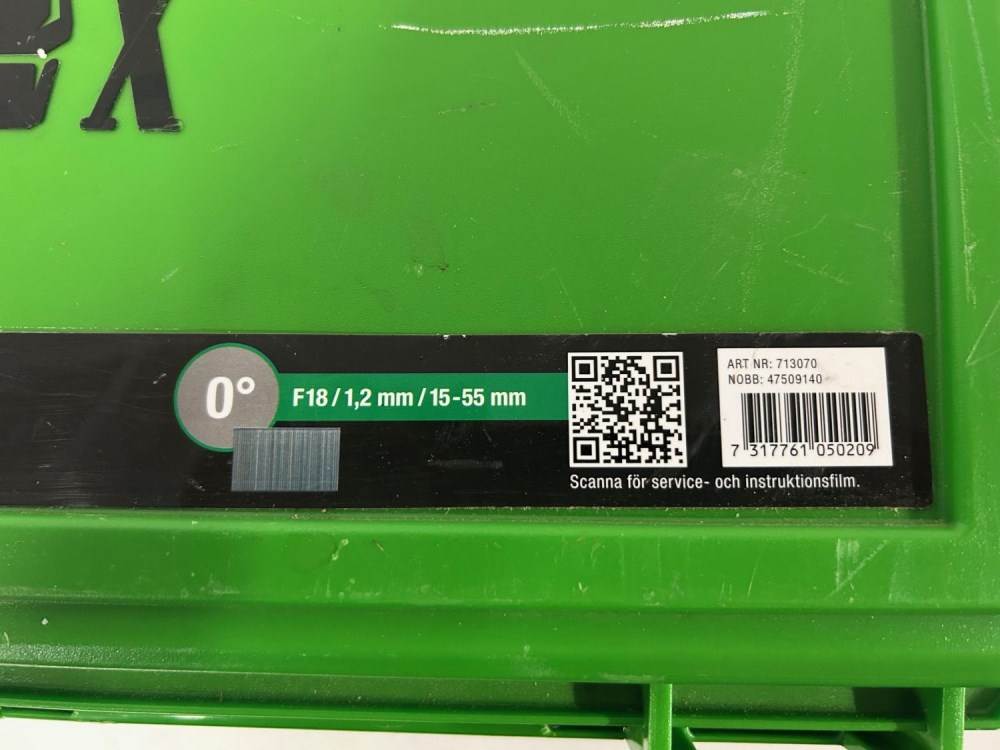 X
0°
F18 / 1,2 mm / 15-55 mm
ART NR: 713070
NOBB: 47509140
7 317761 050209
Scanna för service- och instruktionsfilm.